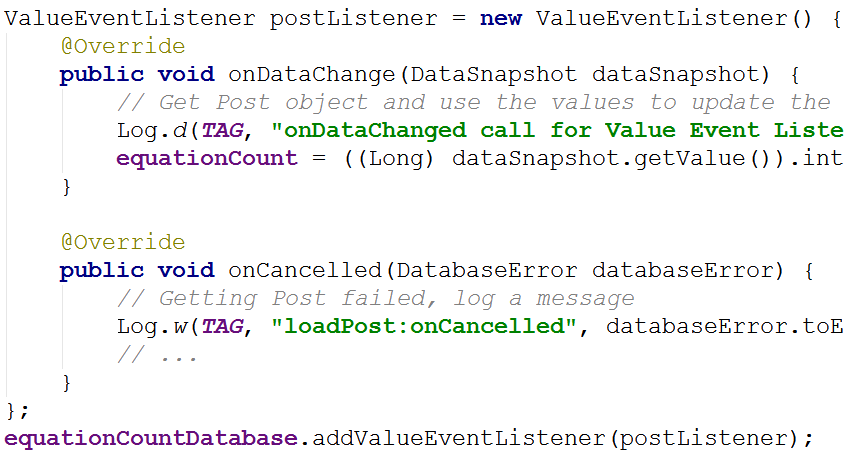 ValueEventListener postListener = new ValueEventListener() {
    @Override
    public void onDataChange(DataSnapshot dataSnapshot) {
        // Get Post object and use the values to update the
        Log.d(TAG, "onDataChanged call for Value Event Liste
        equationCount = ((Long) dataSnapshot.getValue()).int
    }

    @Override
    public void onCancelled(DatabaseError databaseError) {
        // Getting Post failed, log a message
        Log.w(TAG, "loadPost:onCancelled", databaseError.toE
        // ...
    }
};
equationCountDatabase.addValueEventListener(postListener);